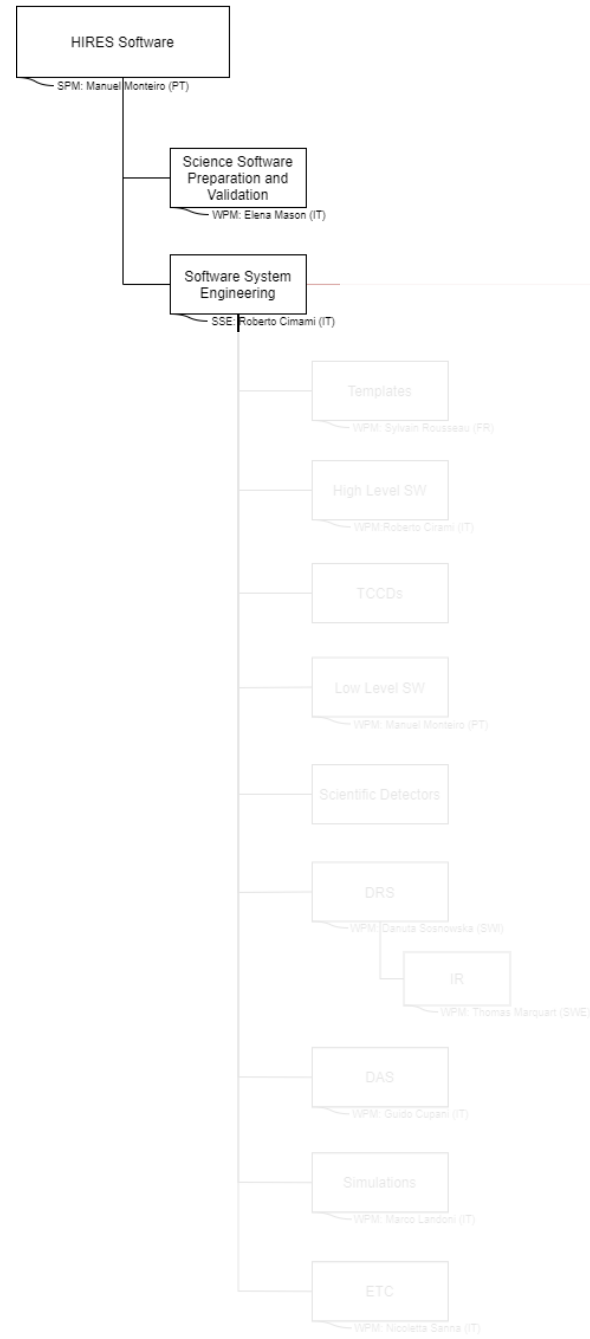 HIRES Software
SPM: Manuel Monteiro (PT)
Science Software
Preparation and
Validation
WPM: Elena Mason (IT)
Software System
Engineering
SSE: Roberto Cimami (IT)
Templates
WPM: Sylvain Rousseau (FR)
High Level SW
WPM:Roberto Cirami (IT)
TCCDs
Low Level SW
WPM: Manuel Monteiro (PT)
Scientific Detectors
DRS
WPM: Danuta Sosnowska (SWI)
IR
WPM: Thomas Marquart (SWE)
DAS
WPM: Guido Cupani (IT)
Simulations
WPM: Marco Landoni (IT)
ETC
WPM: Nicoletta Sanna (IT)